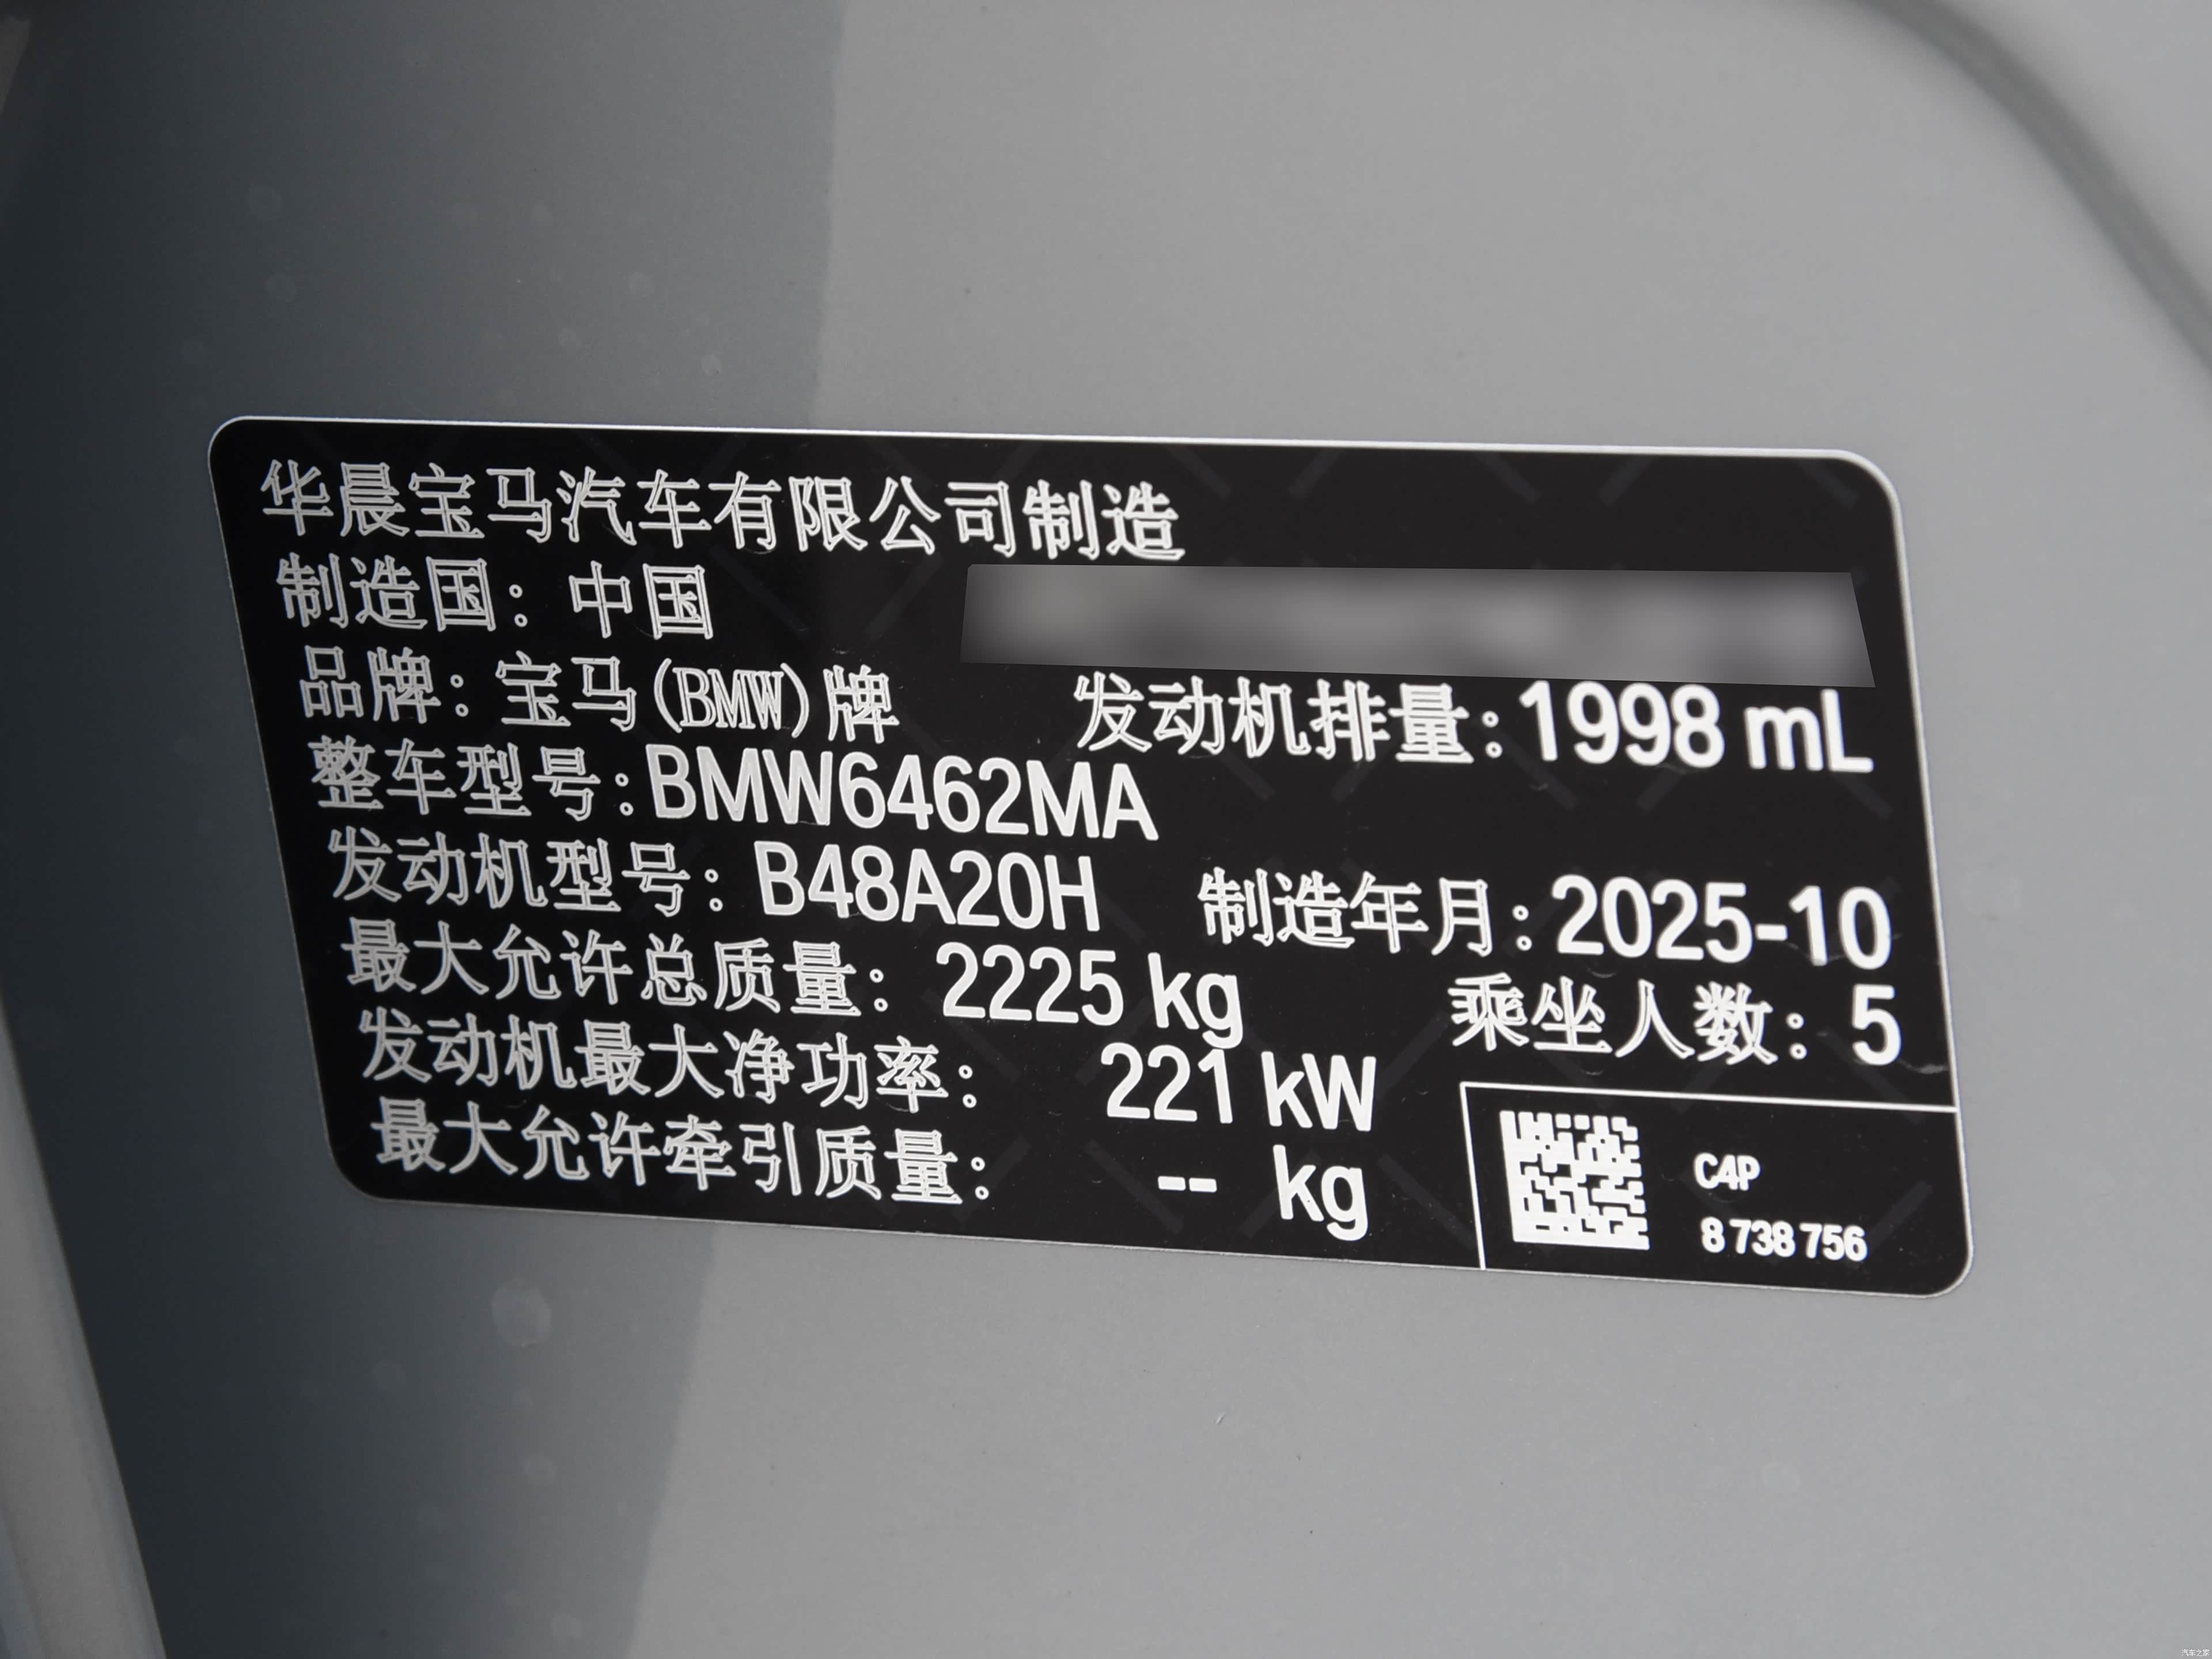 华晨宝马汽车有限公司制造
制造国：中国
品牌：宝马(BMW)牌
发动机排量：1998 mL
整车型号：BMW6462MA
发动机型号：B48A20H
制造年月：2025-10
最大允许总质量：2225 kg
乘坐人数：5
发动机最大净功率：221 kW
最大允许牵引质量：-- kg
C4P
8 738 756
汽车之家